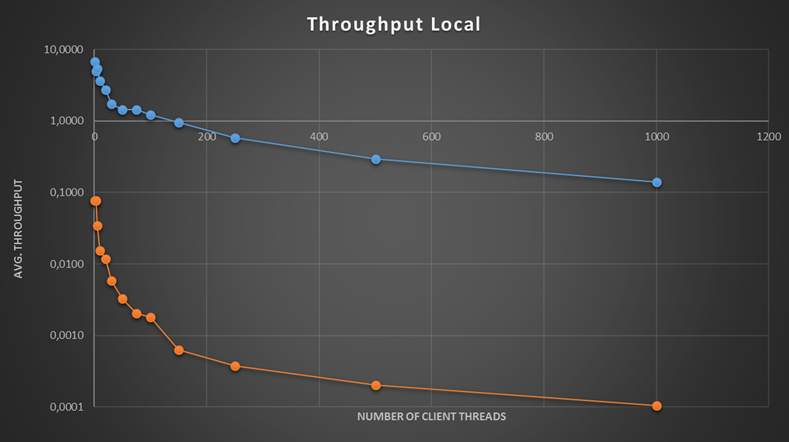 Throughput Local
10,0000
1,0000
0 200 400 600 800 1000 1200
0,1000
AVG. THROUGHPUT
0,0100
0,0010
0,0001
NUMBER OF CLIENT THREADS